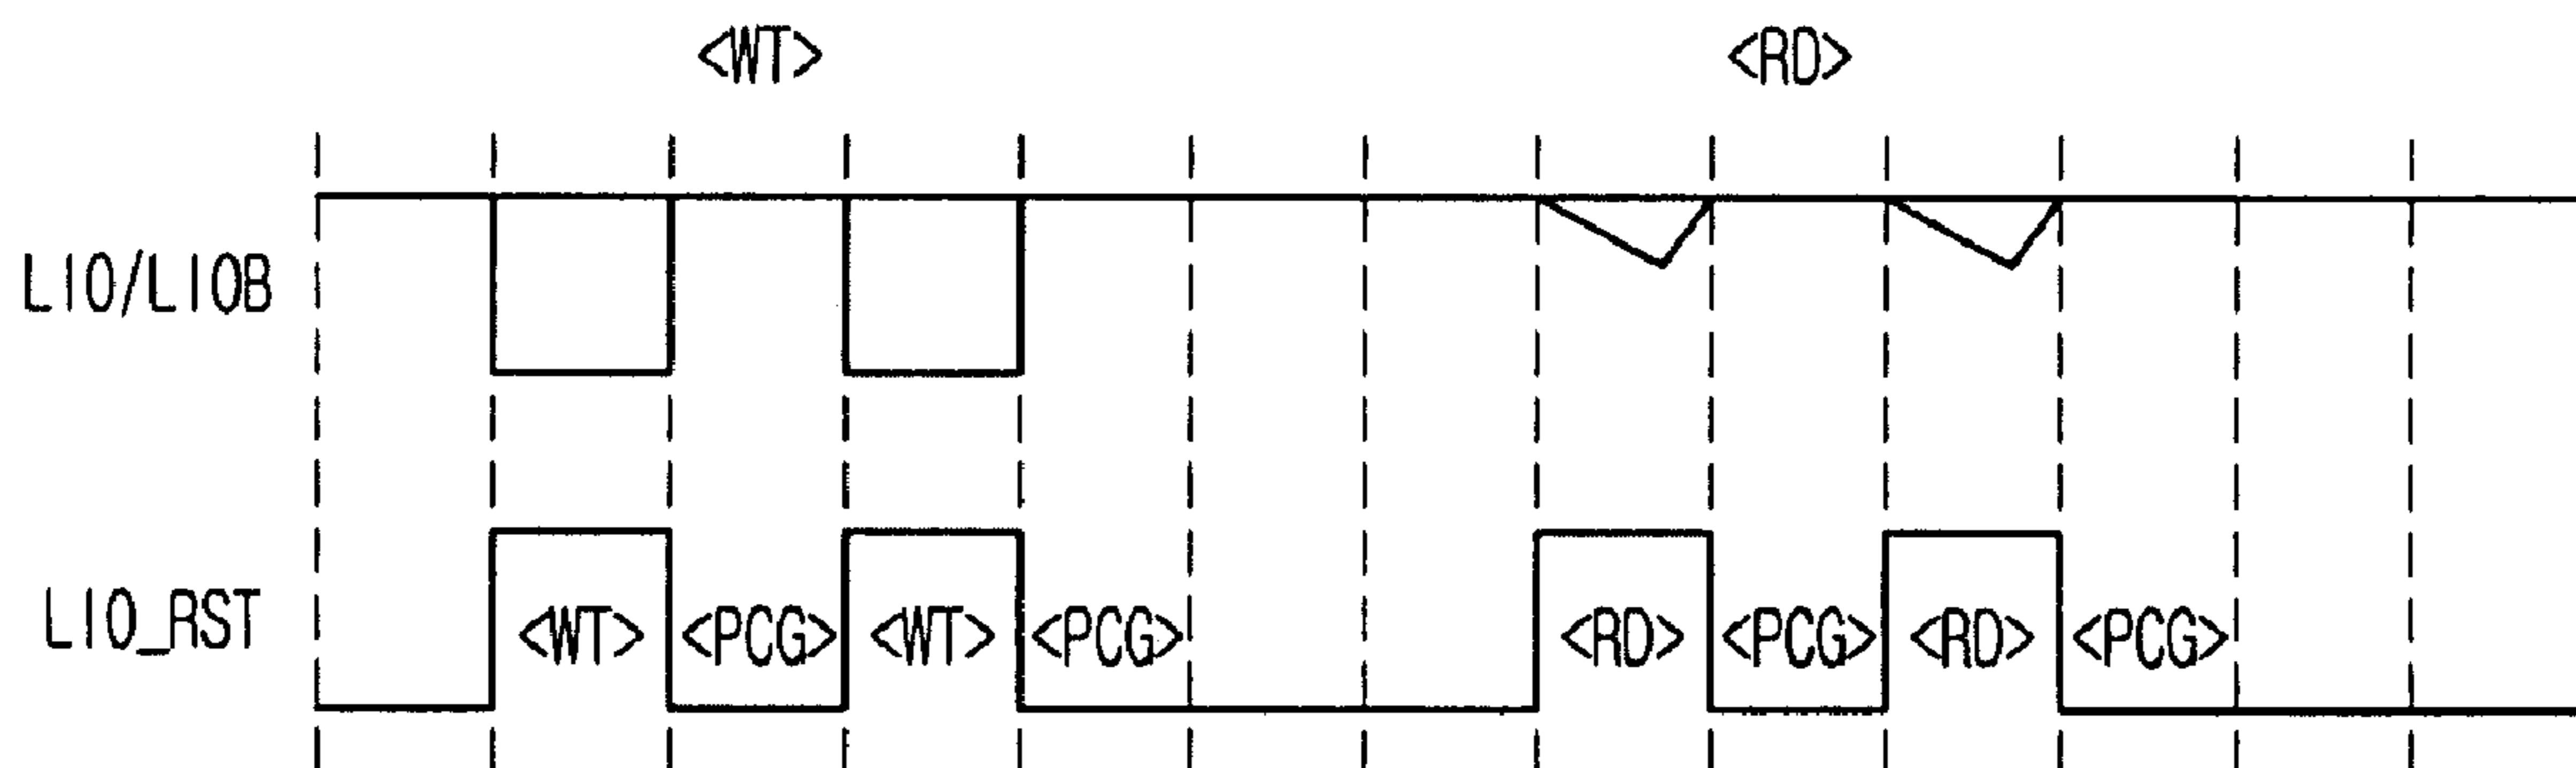 <WT> <RD>
LIO/LIOB
LIO_RST <WT> <PCG> <WT> <PCG> <RD> <PCG> <RD> <PCG>